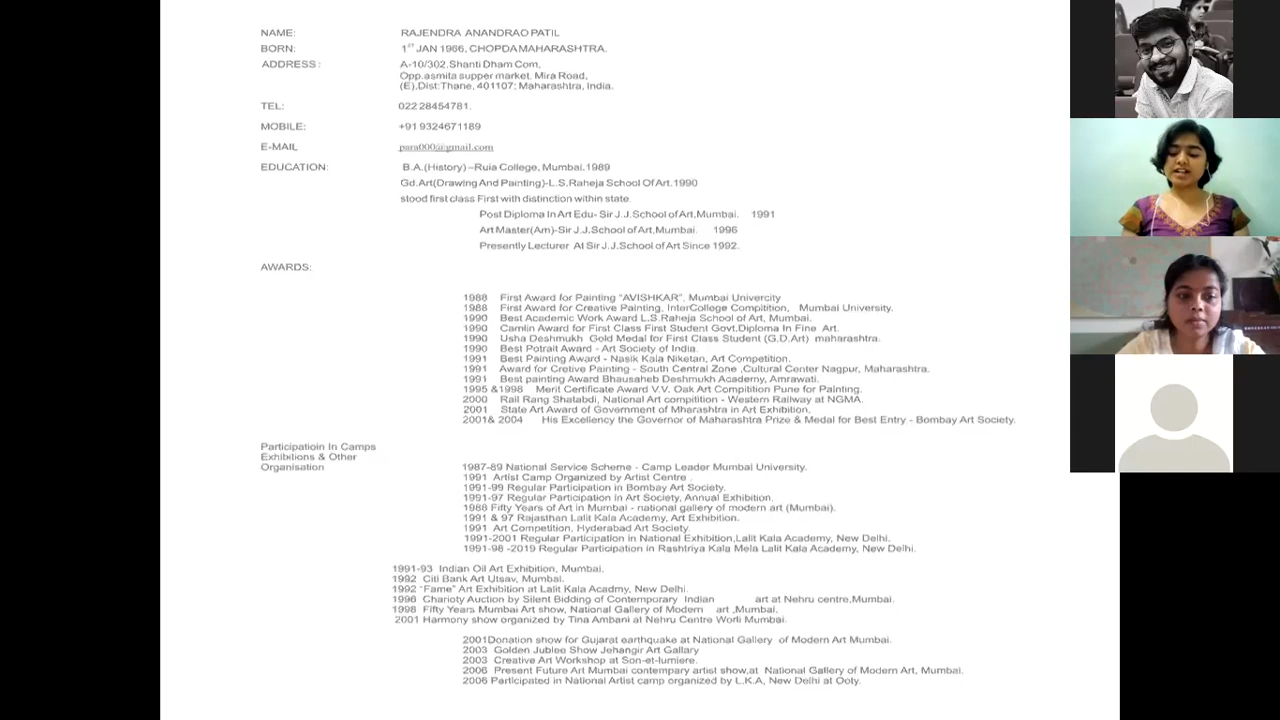 NAME: RAJENDRA ANANDRAO PATIL
BORN: 1ST JAN 1966, CHOPDA MAHARASHTRA.
ADDRESS : A-10/302,Shanti Dham Com,
Opp.asmita supper market, Mira Road,
(E),Dist:Thane, 401107; Maharashtra, India.
TEL: 022 28454781.
MOBILE: +91 9324671189
E-MAIL para000@gmail.com
EDUCATION: B.A.(History) –Ruia College, Mumbai.1989
Gd.Art(Drawing And Painting)-L.S.Raheja School Of Art.1990
stood first class First with distinction within state.
Post Diploma In Art Edu- Sir J.J.School of Art,Mumbai. 1991
Art Master(Am)-Sir J.J.School of Art,Mumbai. 1996
Presently Lecturer At Sir J.J.School of Art Since 1992.
AWARDS:
1988 First Award for Painting "AVISHKAR". Mumbai Univercity
1988 First Award for Creative Painting, InterCollege Compitition, Mumbai University.
1990 Best Academic Work Award L.S.Raheja School of Art, Mumbai.
1990 Camlin Award for First Class First Student Govt.Diploma In Fine Art.
1990 Usha Deshmukh Gold Medal for First Class Student (G.D.Art) maharashtra.
1990 Best Potrait Award - Art Society of India.
1991 Best Painting Award - Nasik Kala Niketan, Art Competition.
1991 Award for Cretive Painting - South Central Zone ,Cultural Center Nagpur, Maharashtra.
1991 Best painting Award Bhausaheb Deshmukh Academy, Amrawati.
1995 &1998 Merit Certificate Award V.V. Oak Art Compitition Pune for Painting.
2000 Rail Rang Shatabdi, National Art compitition - Western Railway at NGMA.
2001 State Art Award of Government of Mharashtra in Art Exhibition.
2001& 2004 His Excellency the Governor of Maharashtra Prize & Medal for Best Entry - Bombay Art Society.
Participatioin In Camps
Exhibitions & Other
Organisation
1987-89 National Service Scheme - Camp Leader Mumbai University.
1991 Artist Camp Organized by Artist Centre .
1991-99 Regular Participation in Bombay Art Society.
1991-97 Regular Participation in Art Society, Annual Exhibition.
1988 Fifty Years of Art in Mumbai - national gallery of modern art (Mumbai).
1991 & 97 Rajasthan Lalit Kala Academy, Art Exhibition.
1991 Art Competition, Hyderabad Art Society.
1991-2001 Regular Participation in National Exhibition,Lalit Kala Academy, New Delhi.
1991-98 -2019 Regular Participation in Rashtriya Kala Mela Lalit Kala Academy, New Delhi.
1991-93 Indian Oil Art Exhibition, Mumbai.
1992 Citi Bank Art Utsav, Mumbai.
1992 "Fame" Art Exhibition at Lalit Kala Acadmy, New Delhi.
1996 Charioty Auction by Silent Bidding of Contemporary Indian art at Nehru centre,Mumbai.
1998 Fifty Years Mumbai Art show, National Gallery of Modern art ,Mumbai.
2001 Harmony show organized by Tina Ambani at Nehru Centre Worli Mumbai.
2001Donation show for Gujarat earthquake at National Gallery of Modern Art Mumbai.
2003 Golden Jublee Show Jehangir Art Gallary
2003 Creative Art Workshop at Son-et-lumiere.
2006 Present Future Art Mumbai contempary artist show,at National Gallery of Modern Art, Mumbai.
2006 Participated in National Artist camp organized by L.K.A, New Delhi at Ooty.